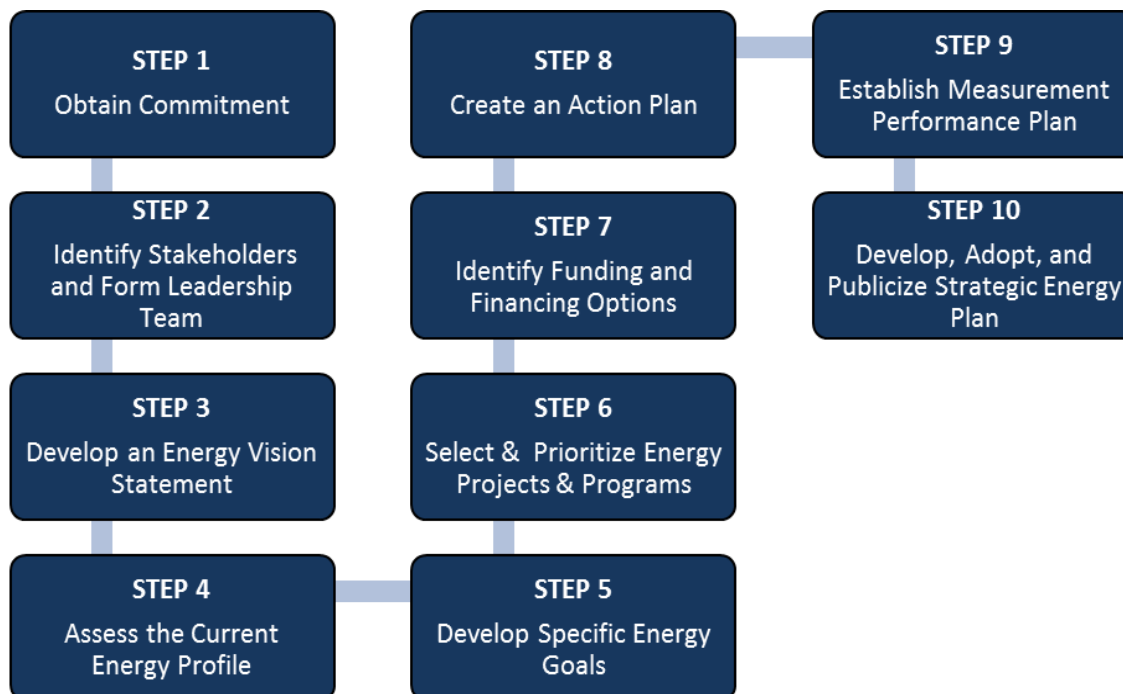 STEP 1
Obtain Commitment
STEP 2
Identify Stakeholders
and Form Leadership
Team
STEP 3
Develop an Energy Vision
Statement
STEP 4
Assess the Current
Energy Profile
STEP 5
Develop Specific Energy
Goals
STEP 6
Select & Prioritize Energy
Projects & Programs
STEP 7
Identify Funding and
Financing Options
STEP 8
Create an Action Plan
STEP 9
Establish Measurement
Performance Plan
STEP 10
Develop, Adopt, and
Publicize Strategic Energy
Plan